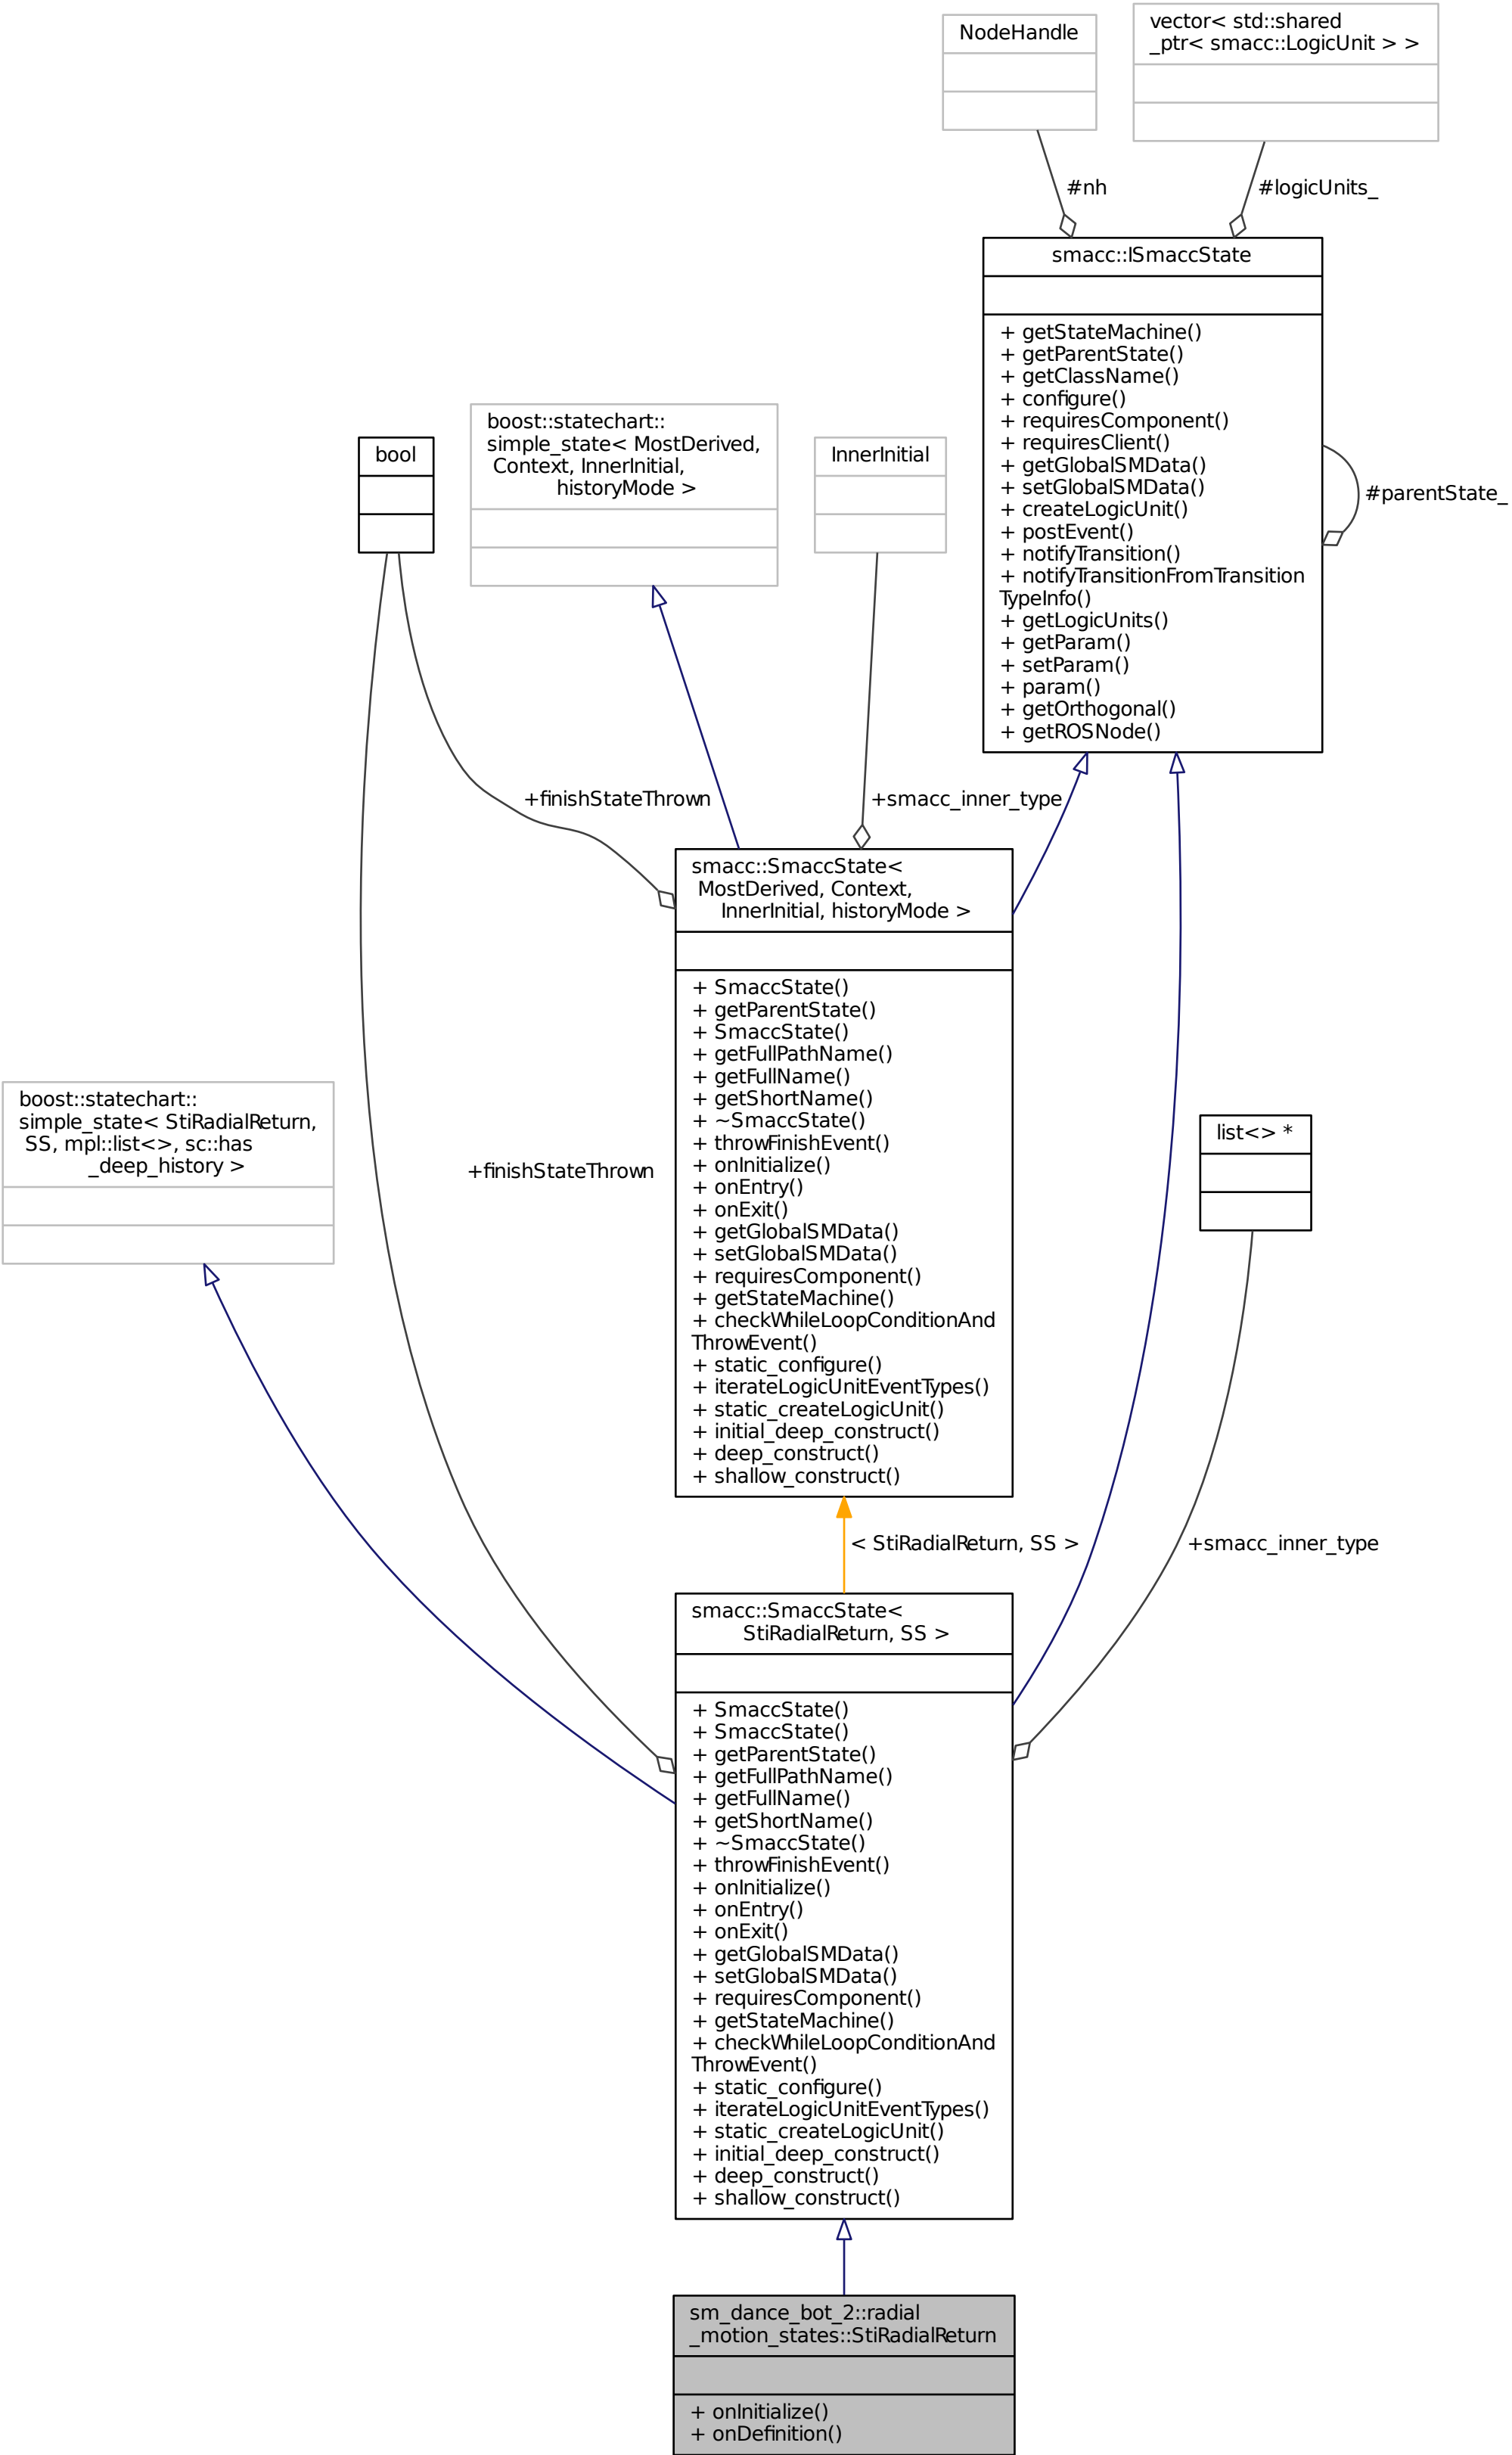 NodeHandle
vector< std::shared
_ptr< smacc::LogicUnit > >
#nh
#logicUnits_
smacc::ISmaccState
+ getStateMachine()
+ getParentState()
+ getClassName()
+ configure()
+ requiresComponent()
+ requiresClient()
+ getGlobalSMData()
+ setGlobalSMData()
+ createLogicUnit()
+ postEvent()
+ notifyTransition()
+ notifyTransitionFromTransition
TypeInfo()
+ getLogicUnits()
+ getParam()
+ setParam()
+ param()
+ getOrthogonal()
+ getROSNode()
#parentState_
boost::statechart::
simple_state< MostDerived,
Context, InnerInitial,
historyMode >
bool
InnerInitial
+finishStateThrown
+smacc_inner_type
smacc::SmaccState<
MostDerived, Context,
InnerInitial, historyMode >
+ SmaccState()
+ getParentState()
+ SmaccState()
+ getFullPathName()
+ getFullName()
+ getShortName()
+ ~SmaccState()
+ throwFinishEvent()
+ onInitialize()
+ onEntry()
+ onExit()
+ getGlobalSMData()
+ setGlobalSMData()
+ requiresComponent()
+ getStateMachine()
+ checkWhileLoopConditionAnd
ThrowEvent()
+ static_configure()
+ iterateLogicUnitEventTypes()
+ static_createLogicUnit()
+ initial_deep_construct()
+ deep_construct()
+ shallow_construct()
boost::statechart::
simple_state< StiRadialReturn,
SS, mpl::list<>, sc::has
_deep_history >
+finishStateThrown
list<> *
< StiRadialReturn, SS >
+smacc_inner_type
smacc::SmaccState<
StiRadialReturn, SS >
+ SmaccState()
+ SmaccState()
+ getParentState()
+ getFullPathName()
+ getFullName()
+ getShortName()
+ ~SmaccState()
+ throwFinishEvent()
+ onInitialize()
+ onEntry()
+ onExit()
+ getGlobalSMData()
+ setGlobalSMData()
+ requiresComponent()
+ getStateMachine()
+ checkWhileLoopConditionAnd
ThrowEvent()
+ static_configure()
+ iterateLogicUnitEventTypes()
+ static_createLogicUnit()
+ initial_deep_construct()
+ deep_construct()
+ shallow_construct()
sm_dance_bot_2::radial
_motion_states::StiRadialReturn
+ onInitialize()
+ onDefinition()